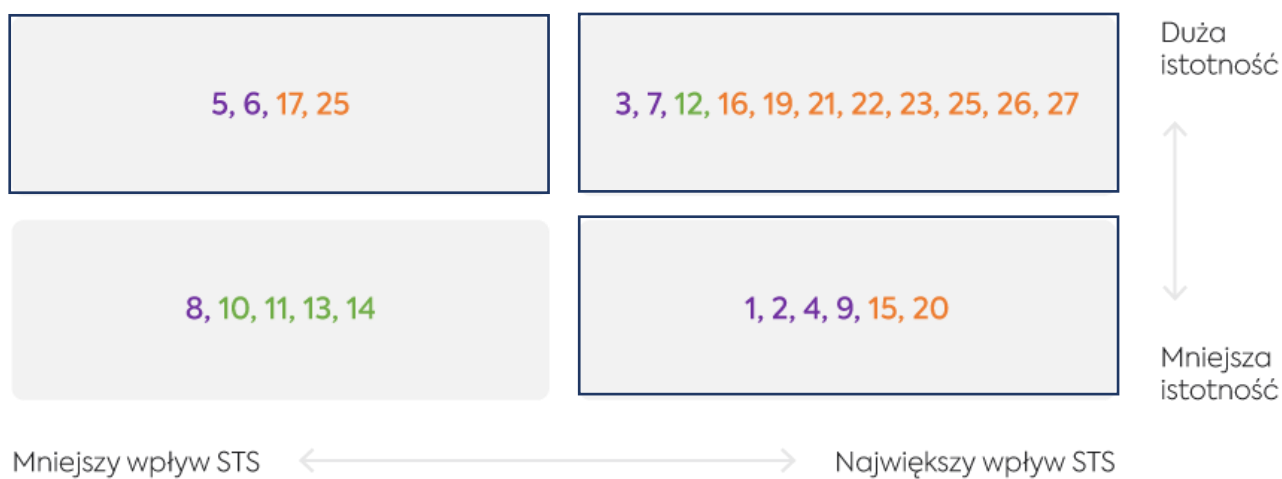 Duża
istotność
5, 6, 17, 25
3, 7, 12, 16, 19, 21, 22, 23, 25, 26, 27
8, 10, 11, 13, 14
1, 2, 4, 9, 15, 20
Mniejsza
istotność
Mniejszy wpływ STS
Największy wpływ STS